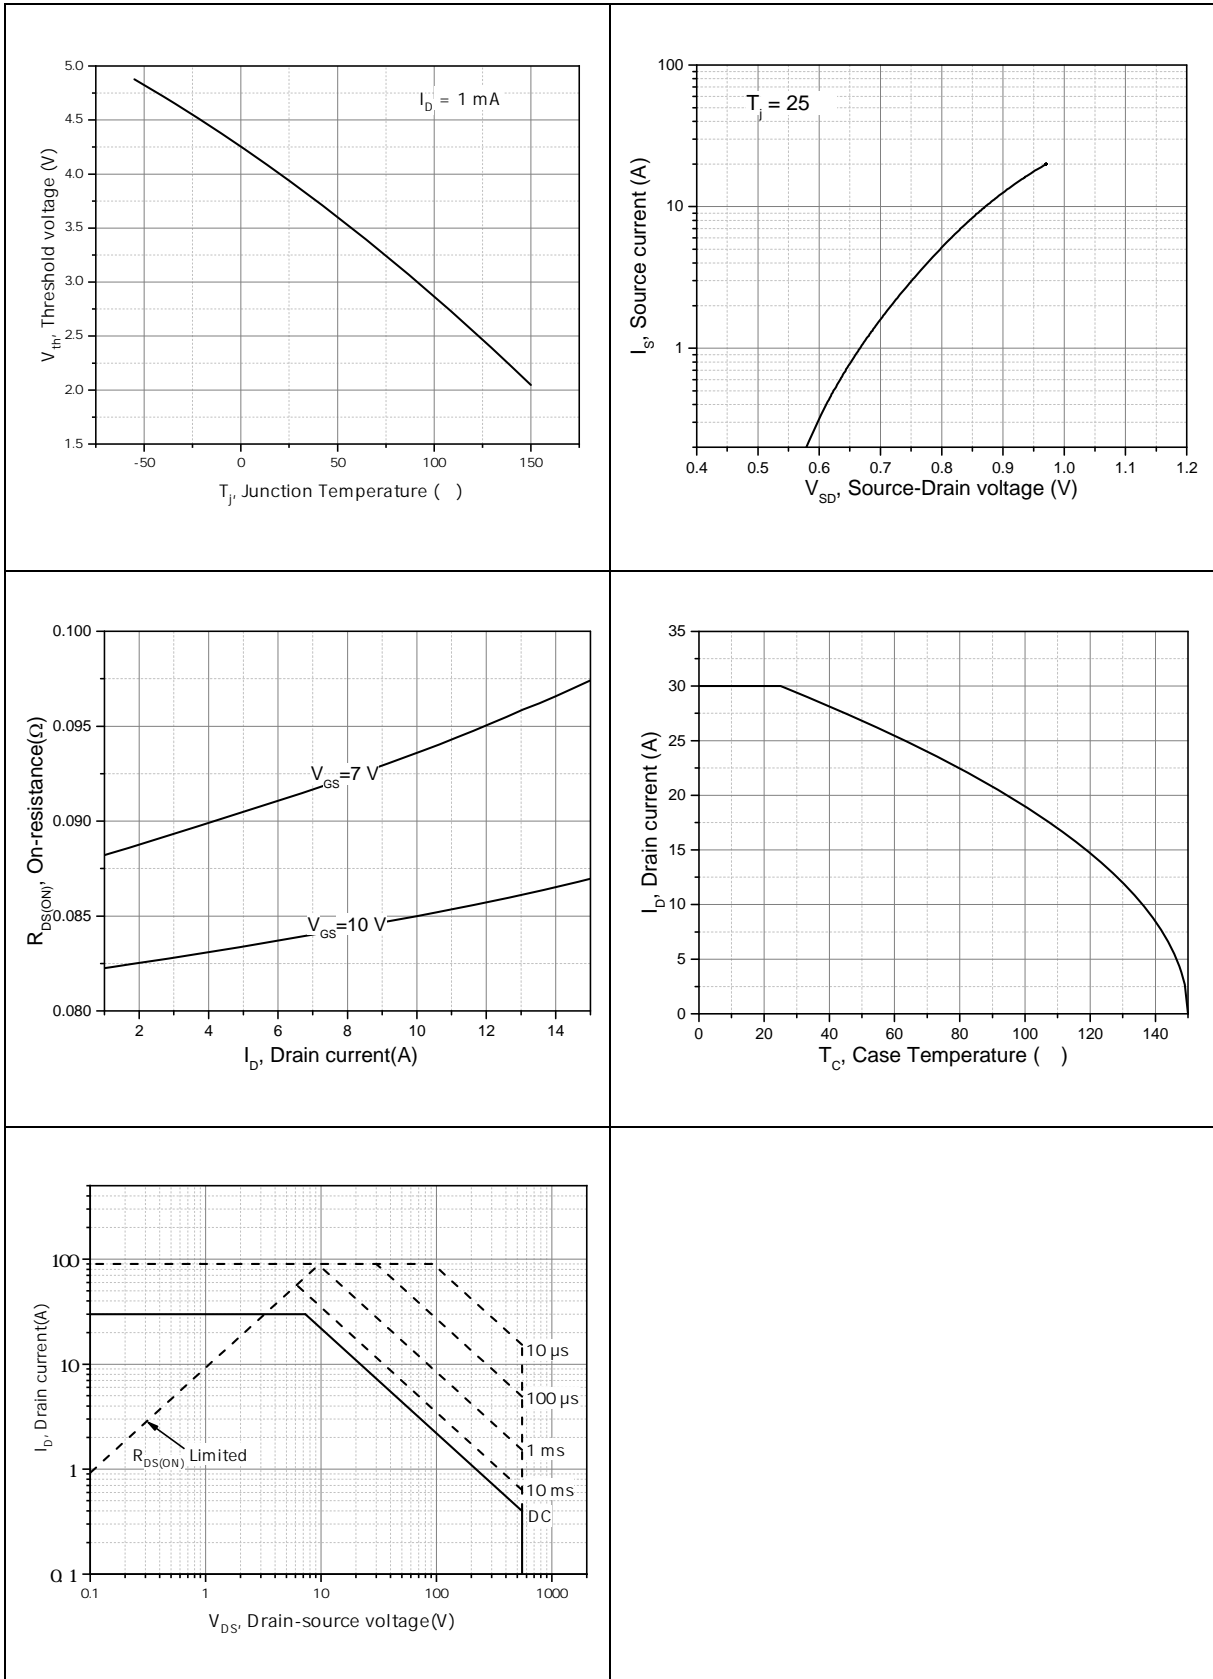 5.0
4.5
4.0
3.5
3.0
2.5
2.0
1.5
-50 0 50 100 150
I_D = 1 mA
V_th, Threshold voltage (V)
T_j, Junction Temperature ( )
100
10
1
0.4 0.5 0.6 0.7 0.8 0.9 1.0 1.1 1.2
T_j = 25
I_S, Source current (A)
V_SD, Source-Drain voltage (V)
0.100
0.095
0.090
0.085
0.080
2 4 6 8 10 12 14
V_GS=7 V
V_GS=10 V
R_DS(ON), On-resistance(Ω)
I_D, Drain current(A)
35
30
25
20
15
10
5
0
0 20 40 60 80 100 120 140
I_D, Drain current (A)
T_C, Case Temperature ( )
100
10
1
0.1
0.1 1 10 100 1000
10 µs
100 µs
1 ms
10 ms
DC
R_DS(ON) Limited
I_D, Drain current(A)
V_DS, Drain-source voltage(V)